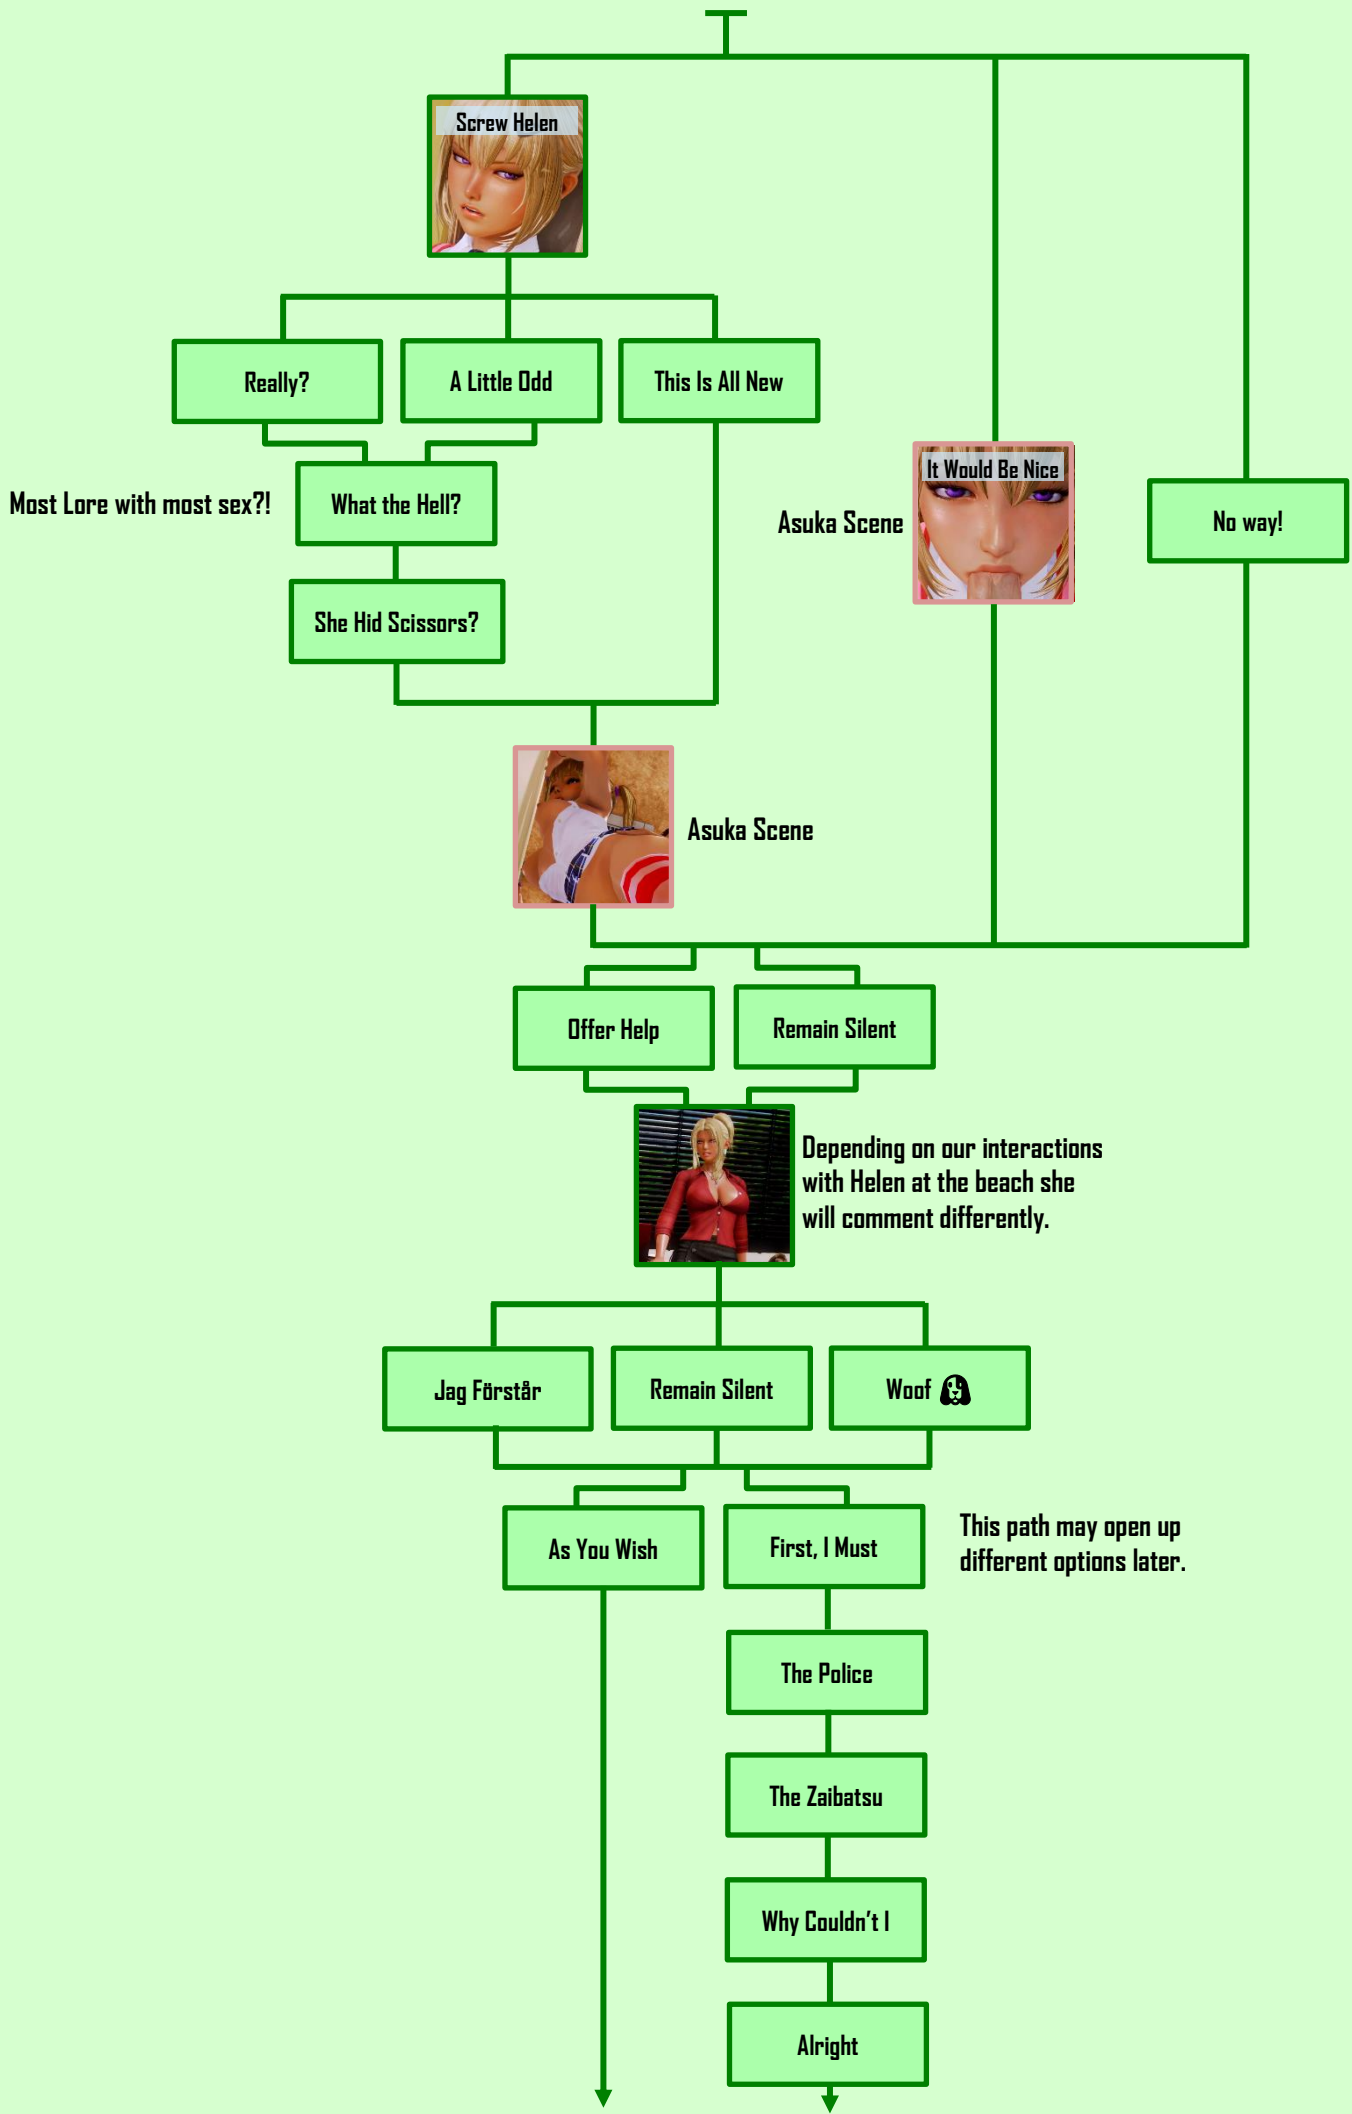 Screw Helen
Really?
A Little Odd
This Is All New
Most Lore with most sex?!
What the Hell?
Asuka Scene
It Would Be Nice
No way!
She Hid Scissors?
Asuka Scene
Offer Help
Remain Silent
Depending on our interactions
with Helen at the beach she
will comment differently.
Jag Förstår
Remain Silent
Woof
As You Wish
First, I Must
This path may open up
different options later.
The Police
The Zaibatsu
Why Couldn't I
Alright